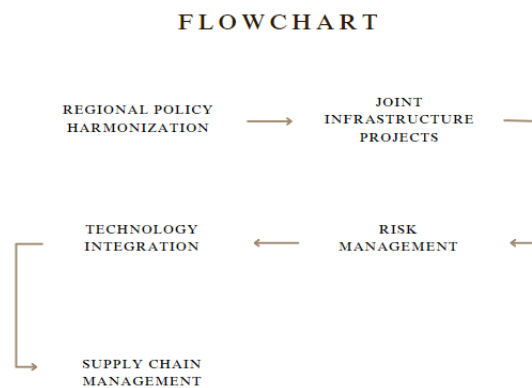 FLOWCHART
REGIONAL POLICY
HARMONIZATION
JOINT
INFRASTRUCTURE
PROJECTS
RISK
MANAGEMENT
TECHNOLOGY
INTEGRATION
SUPPLY CHAIN
MANAGEMENT